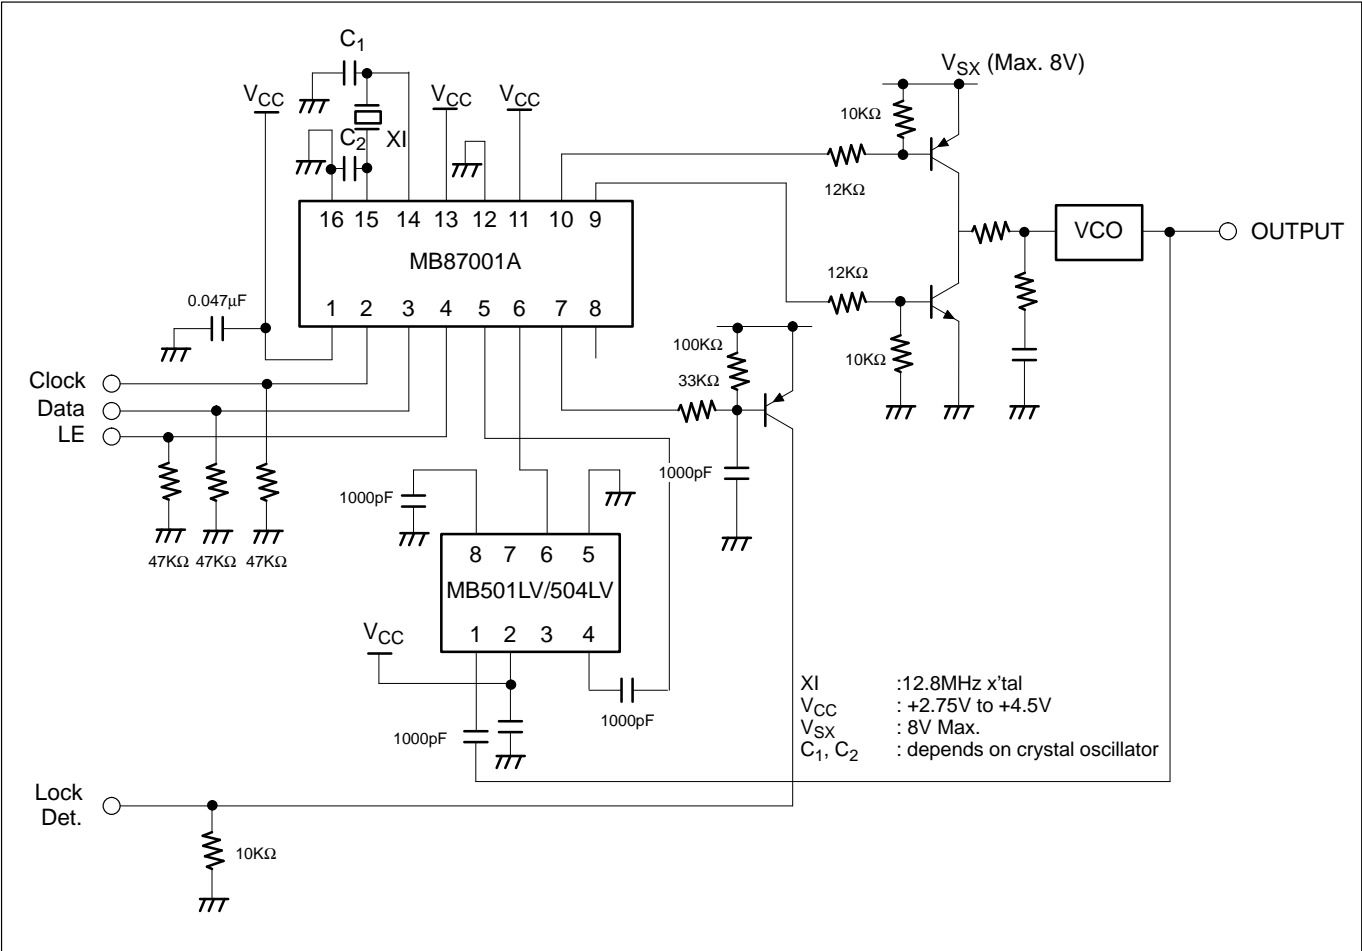 C1
VSX (Max. 8V)
VCC
VCC
VCC
10KΩ
C2
XI
12KΩ
16 15 14 13 12 11 10 9
MB87001A
VCO
OUTPUT
12KΩ
0.047µF
1 2 3 4 5 6 7 8
100KΩ
10KΩ
Clock
33KΩ
Data
LE
1000pF
1000pF
47KΩ 47KΩ 47KΩ
8 7 6 5
MB501LV/504LV
1 2 3 4
VCC
XI :12.8MHz x'tal
VCC : +2.75V to +4.5V
1000pF
VSX : 8V Max.
1000pF
C1, C2 : depends on crystal oscillator
Lock
Det.
10KΩ